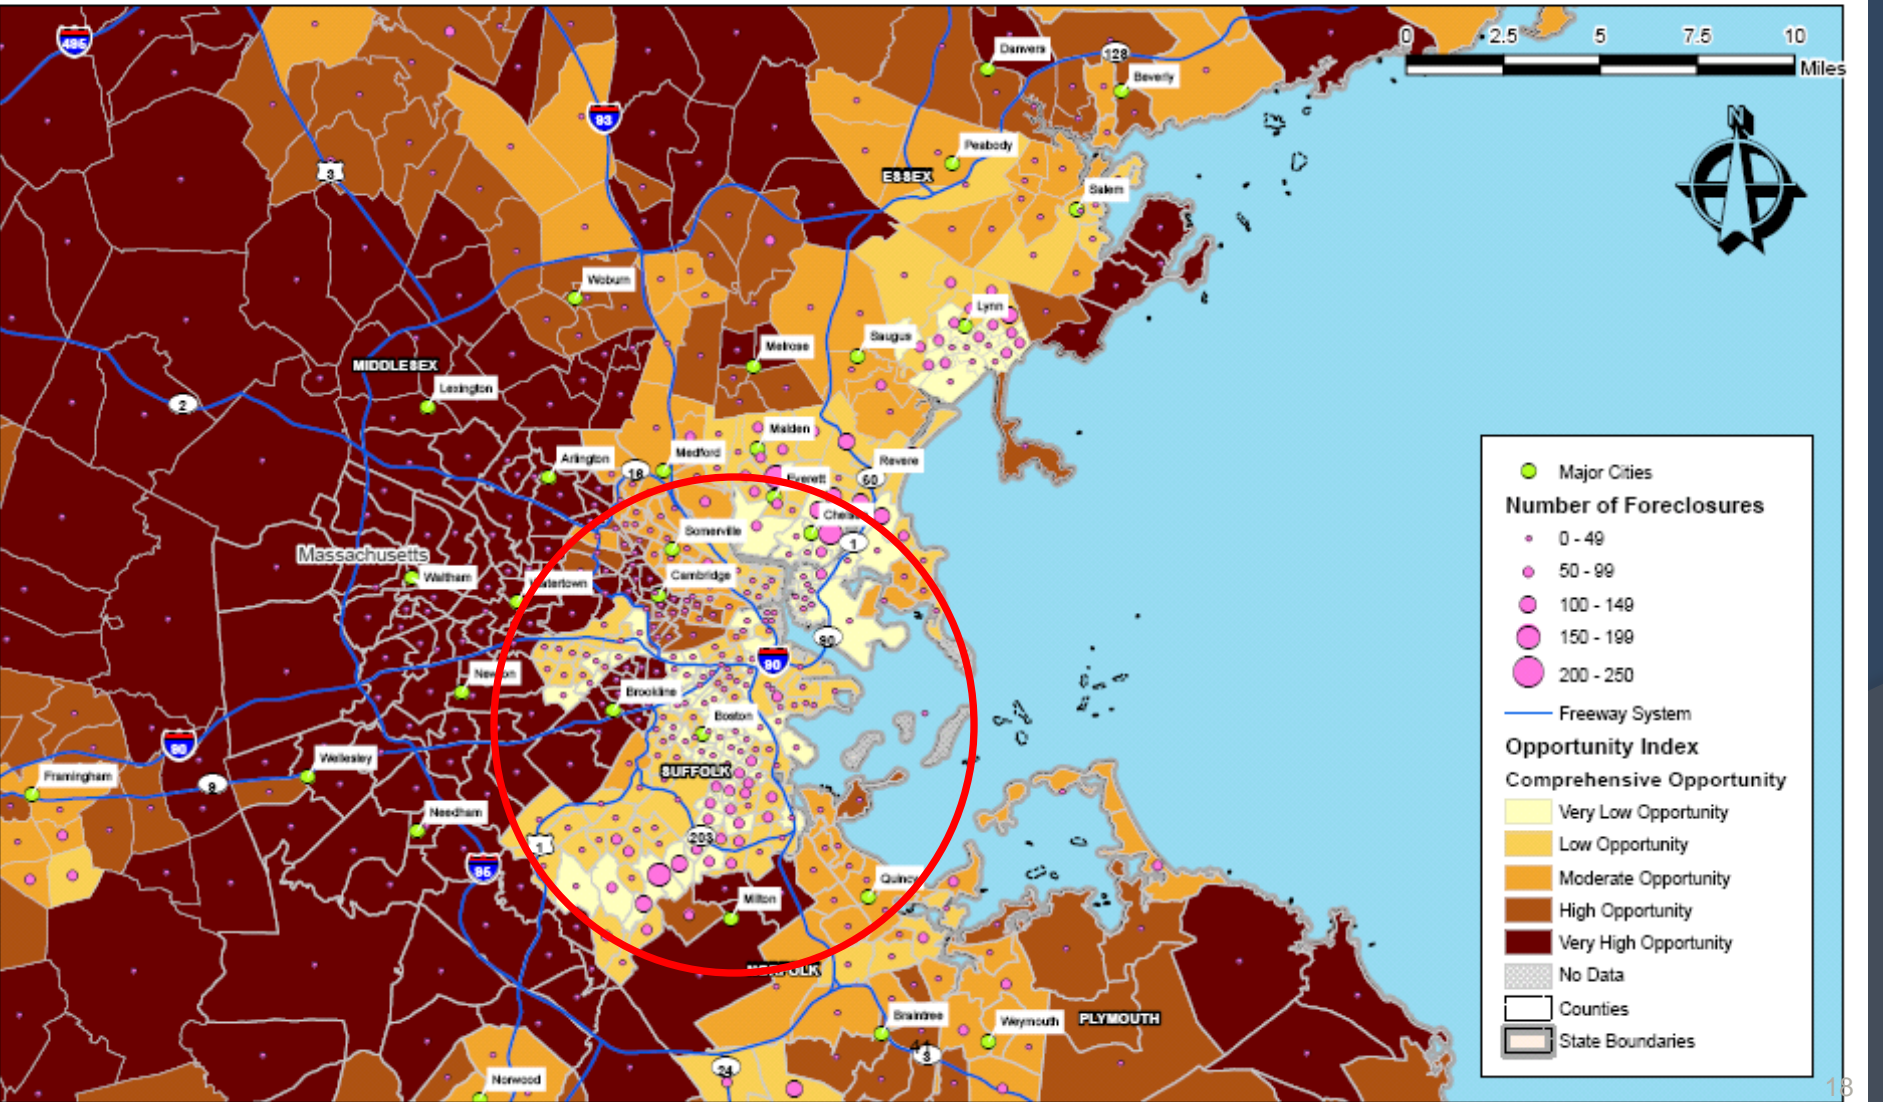 495
93
3
Danvers
128
Beverly
0 2.5 5 7.5 10
Miles
N
Peabody
ESSEX
Salem
Woburn
Lynn
Saugus
Melrose
MIDDLESEX
Lexington
2
Malden
Medford
Arlington
16
Revere
60
Everett
Somerville
1
Massachusetts
Waltham
Cambridge
90
90
Brookline
Boston
SUFFOLK
90
Wellesley
Framingham
9
Needham
203
1
95
Quincy
Milton
NORFOLK
Braintree
Weymouth
PLYMOUTH
41
3
24
Norwood
Major Cities
Number of Foreclosures
0 - 49
50 - 99
100 - 149
150 - 199
200 - 250
Freeway System
Opportunity Index
Comprehensive Opportunity
Very Low Opportunity
Low Opportunity
Moderate Opportunity
High Opportunity
Very High Opportunity
No Data
Counties
State Boundaries
18